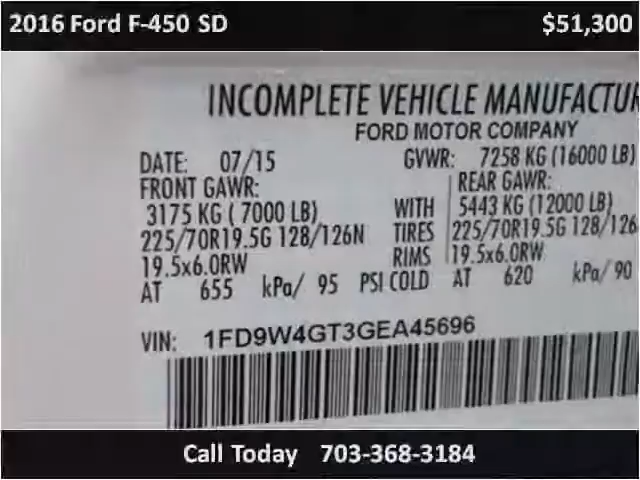 2016 Ford F-450 SD $51,300
INCOMPLETE VEHICLE MANUFACTUR
FORD MOTOR COMPANY
DATE: 07/15 GVWR: 7258 KG (16000 LB)
FRONT GAWR: REAR GAWR:
3175 KG ( 7000 LB) WITH 5443 KG (12000 LB)
225/70R19.5G 128/126N TIRES 225/70R19.5G 128/126
19.5x6.0RW RIMS 19.5x6.0RW
AT 655 kPa/ 95 PSI COLD AT 620 kPa/ 90
VIN: 1FD9W4GT3GEA45696
Call Today 703-368-3184